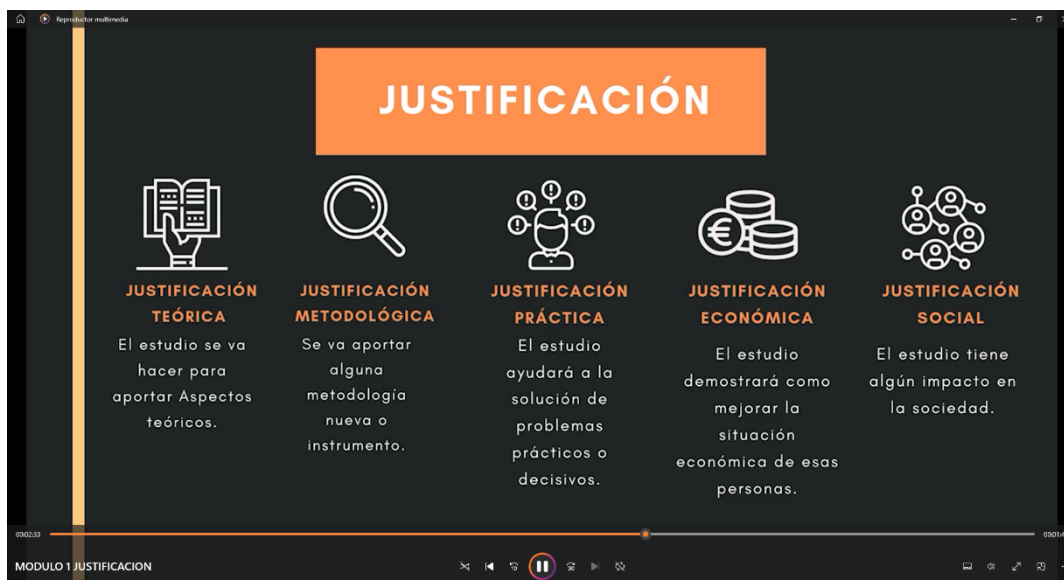 Reproductor multimedia
JUSTIFICACIÓN
JUSTIFICACIÓN
TEÓRICA
El estudio se va
hacer para
aportar Aspectos
teóricos.
JUSTIFICACIÓN
METODOLÓGICA
Se va aportar
alguna
metodología
nueva o
instrumento.
JUSTIFICACIÓN
PRÁCTICA
El estudio
ayudará a la
solución de
problemas
prácticos o
decisivos.
JUSTIFICACIÓN
ECONÓMICA
El estudio
demostrará como
mejorar la
situación
económica de esas
personas.
JUSTIFICACIÓN
SOCIAL
El estudio tiene
algún impacto en
la sociedad.
00:02:33
MODULO 1 JUSTIFICACION